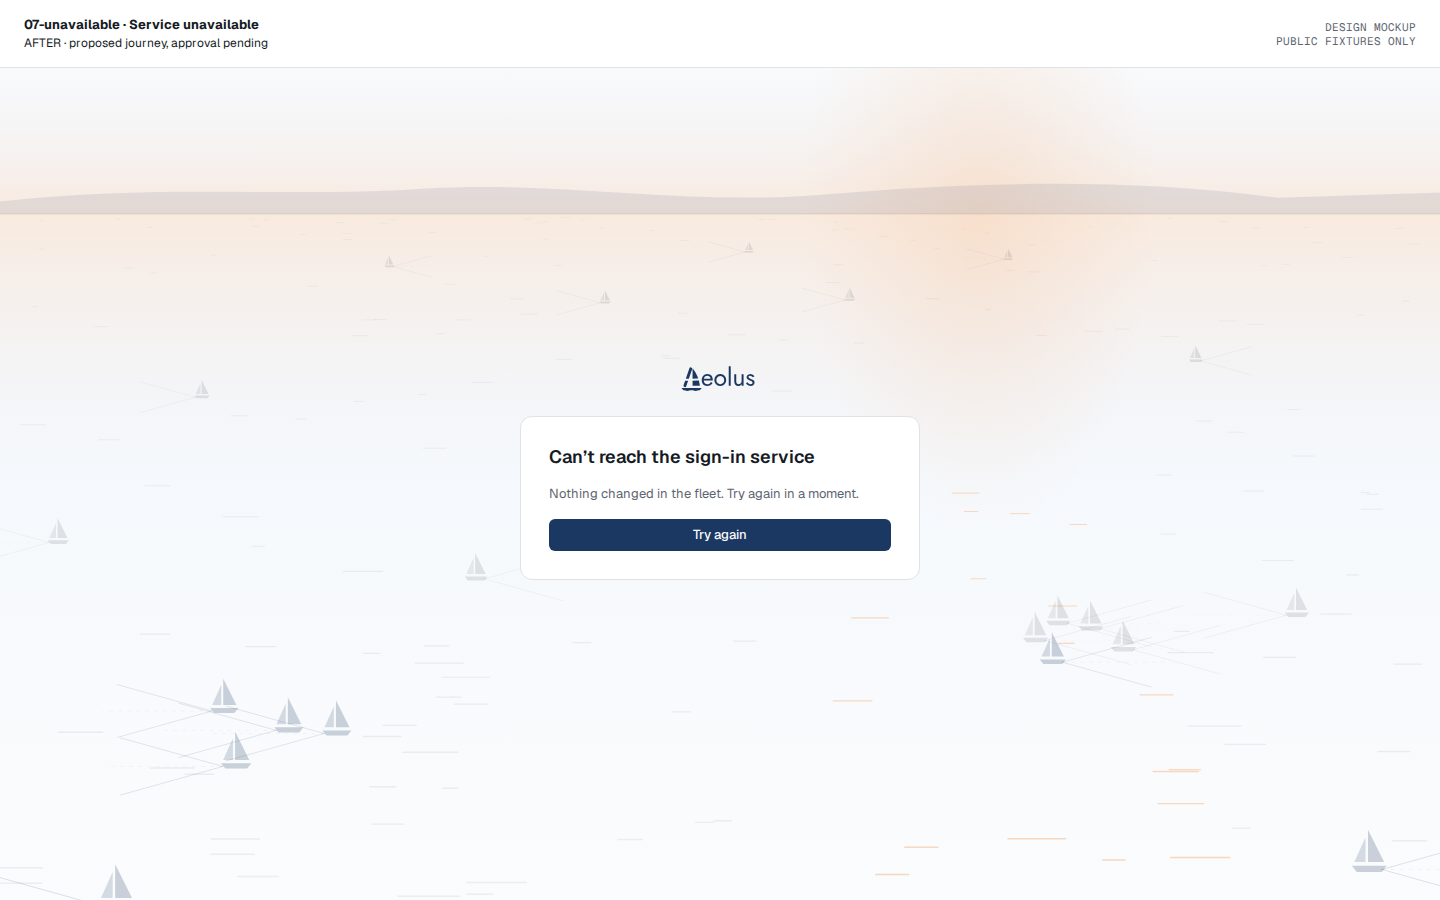 07-unavailable · Service unavailable
AFTER · proposed journey, approval pending
DESIGN MOCKUP
PUBLIC FIXTURES ONLY
Aeolus
Can’t reach the sign-in service
Nothing changed in the fleet. Try again in a moment.
Try again